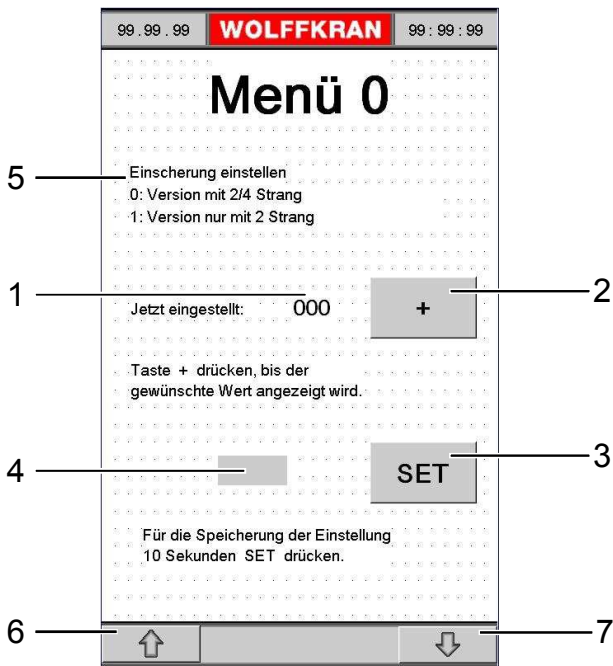 99.99.99 WOLFFKRAN 99:99:99
Menü 0
5
Einscherung einstellen
0: Version mit 2/4 Strang
1: Version nur mit 2 Strang
1
Jetzt eingestellt: 000 +
2
Taste + drücken, bis der
gewünschte Wert angezeigt wird.
4
SET
3
Für die Speicherung der Einstellung
10 Sekunden SET drücken.
6
7